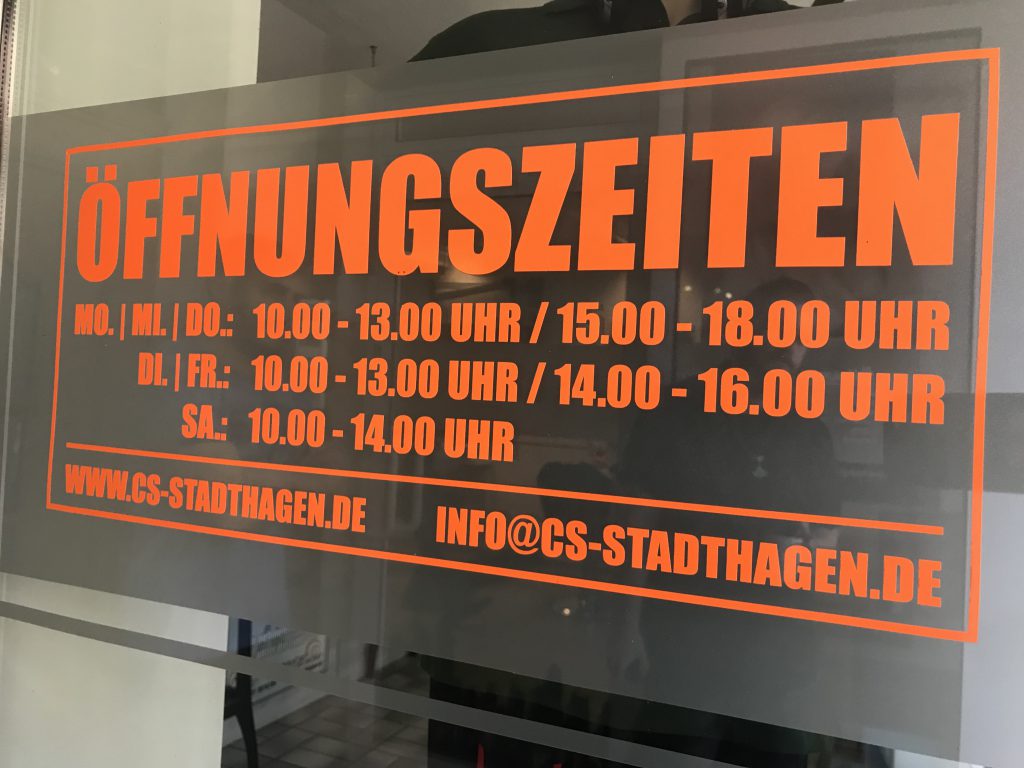 ÖFFNUNGSZEITEN
MO. | MI. | DO.: 10.00 - 13.00 UHR / 15.00 - 18.00 UHR
DI. | FR.: 10.00 - 13.00 UHR / 14.00 - 16.00 UHR
SA.: 10.00 - 14.00 UHR
WWW.CS-STADTHAGEN.DE INFO@CS-STADTHAGEN.DE